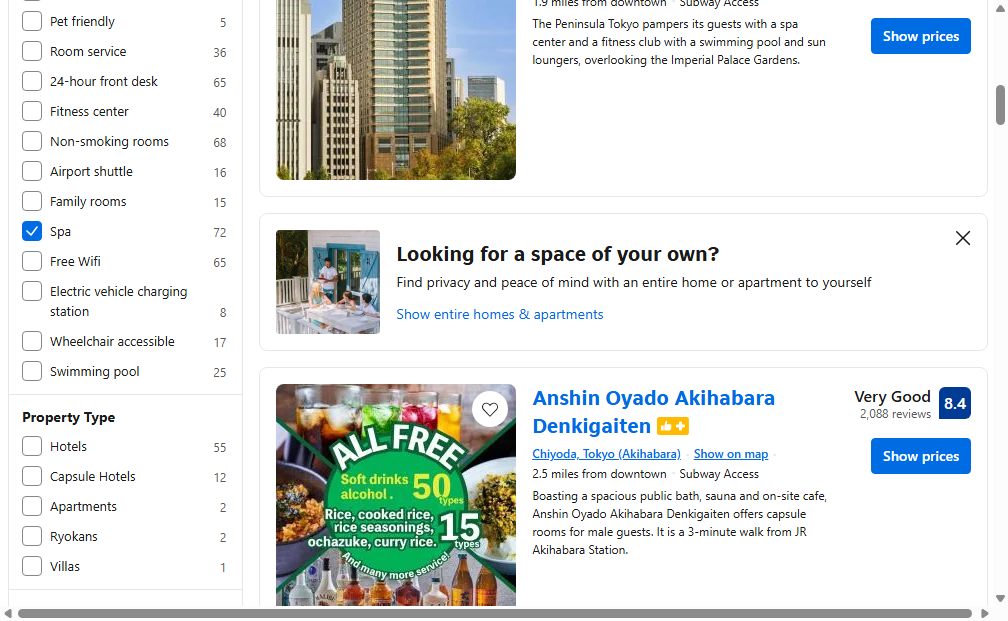 Pet friendly 5
Room service 36
24-hour front desk 65
Fitness center 40
Non-smoking rooms 68
Airport shuttle 16
Family rooms 15
Spa 72
Free Wifi 65
Electric vehicle charging
station 8
Wheelchair accessible 17
Swimming pool 25
Property Type
Hotels 55
Capsule Hotels 12
Apartments 2
Ryokans 2
Villas 1
1.9 miles from downtown · Subway Access
The Peninsula Tokyo pampers its guests with a spa
center and a fitness club with a swimming pool and sun
loungers, overlooking the Imperial Palace Gardens.
Show prices
Looking for a space of your own?
Find privacy and peace of mind with an entire home or apartment to yourself
Show entire homes & apartments
ALL FREE
Soft drinks
alcohol. 50
types
Rice, cooked rice,
rice seasonings,
ochazuke, curry rice. 15
types
And many more service!
Anshin Oyado Akihabara
Denkigaiten
Chiyoda, Tokyo (Akihabara) · Show on map ·
2.5 miles from downtown · Subway Access
Boasting a spacious public bath, sauna and on-site cafe,
Anshin Oyado Akihabara Denkigaiten offers capsule
rooms for male guests. It is a 3-minute walk from JR
Akihabara Station.
Very Good 8.4
2,088 reviews
Show prices